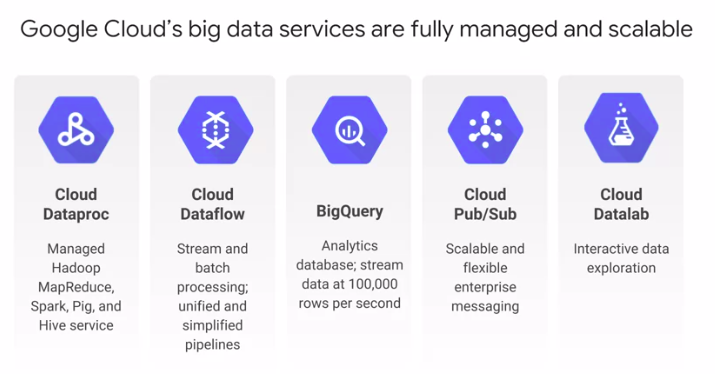 Google Cloud’s big data services are fully managed and scalable
Cloud
Dataproc
Managed
Hadoop
MapReduce,
Spark, Pig, and
Hive service
Cloud
Dataflow
Stream and
batch
processing;
unified and
simplified
pipelines
BigQuery
Analytics
database; stream
data at 100,000
rows per second
Cloud
Pub/Sub
Scalable and
flexible
enterprise
messaging
Cloud
Datalab
Interactive data
exploration